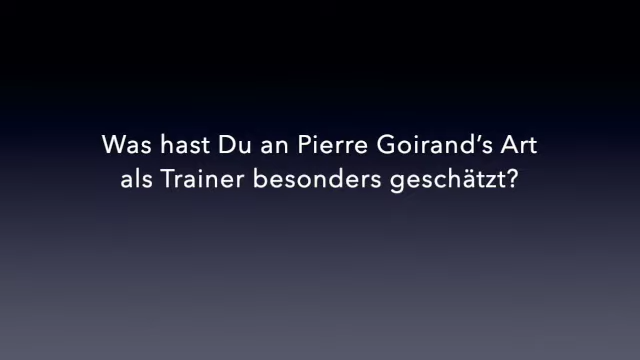 Was hast Du an Pierre Goirand’s Art
als Trainer besonders geschätzt?